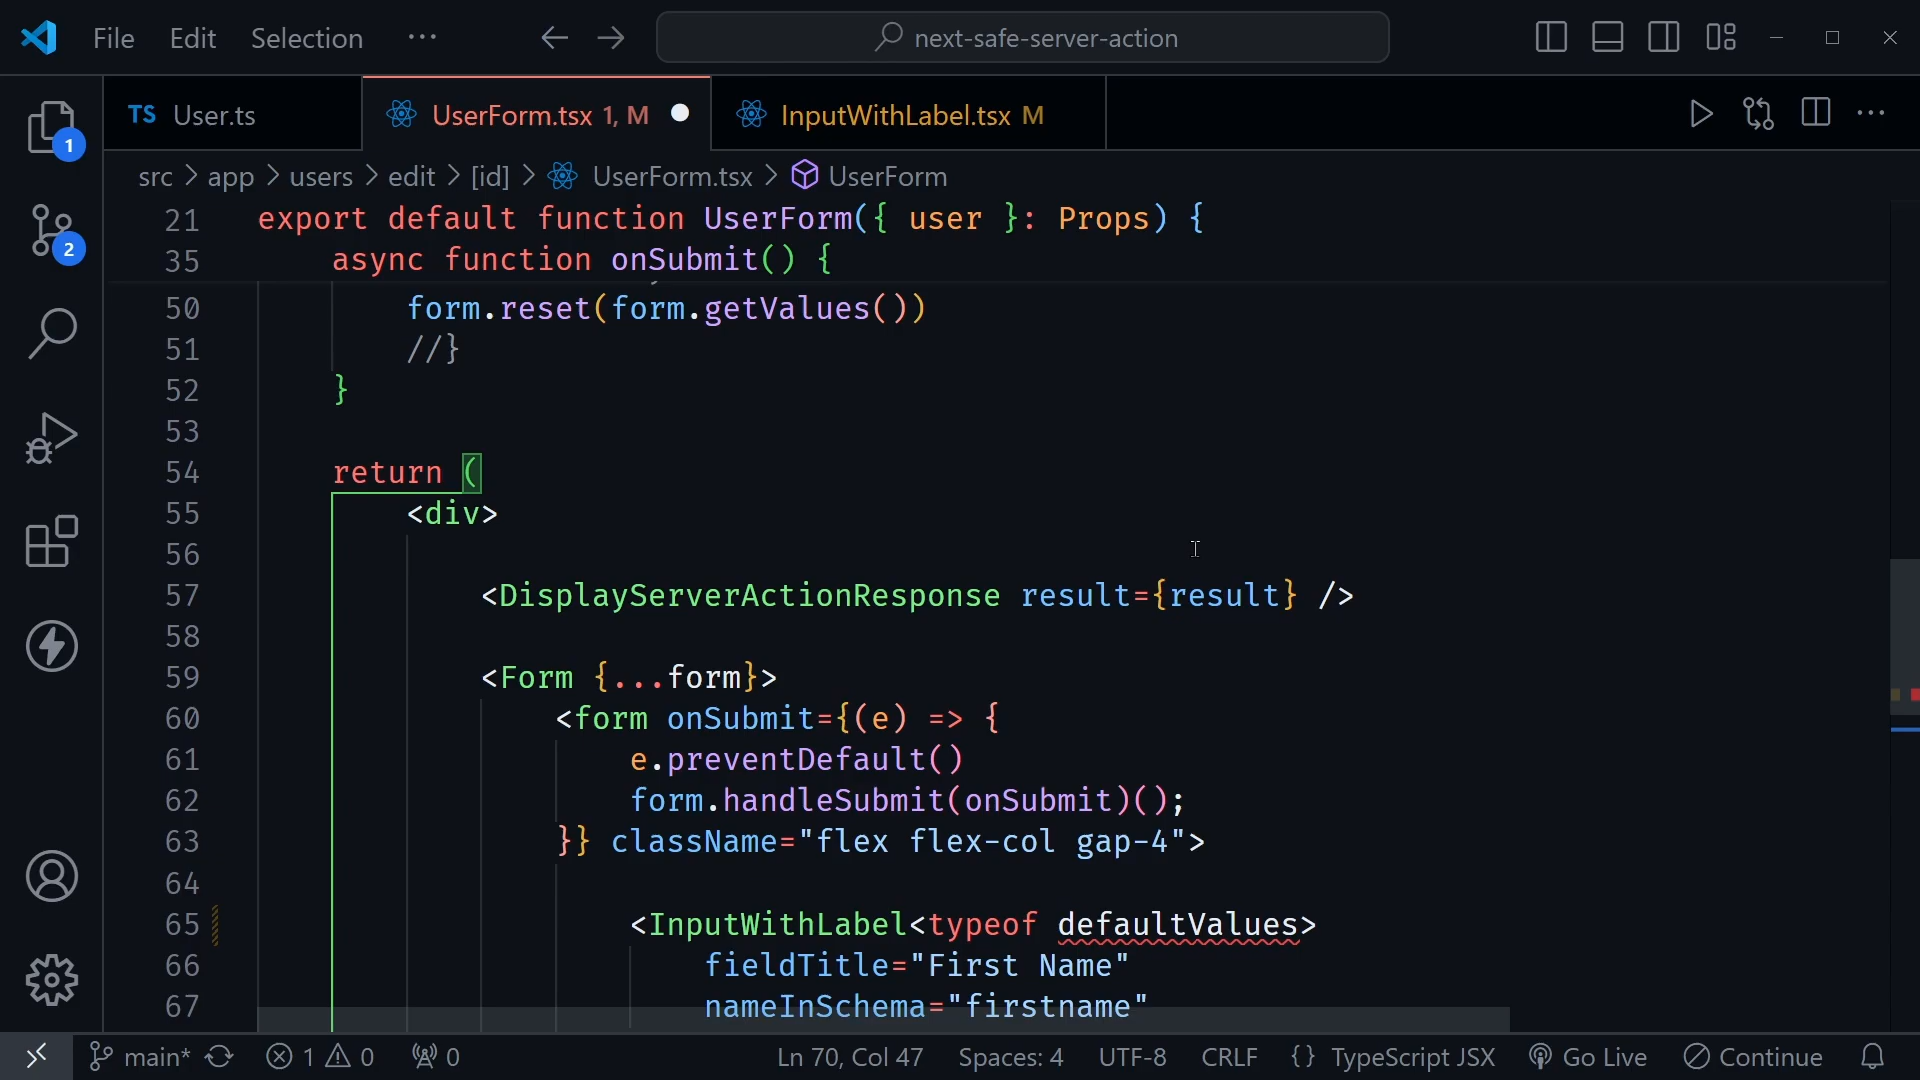 File Edit Selection ··· next-safe-server-action
TS User.ts UserForm.tsx 1, M InputWithLabel.tsx M
src > app > users > edit > [id] > UserForm.tsx > UserForm
1
2
21 export default function UserForm({ user }: Props) {
35 async function onSubmit() {
50 form.reset(form.getValues())
51 //}
52 }
53
54 return (
55 <div>
56
57 <DisplayServerActionResponse result={result} />
58
59 <Form {...form}>
60 <form onSubmit={(e) => {
61 e.preventDefault()
62 form.handleSubmit(onSubmit)();
63 }} className="flex flex-col gap-4">
64
65 <InputWithLabel<typeof defaultValues>
66 fieldTitle="First Name"
67 nameInSchema="firstname"
main* 1 0 0 Ln 70, Col 47 Spaces: 4 UTF-8 CRLF {} TypeScript JSX Go Live Continue